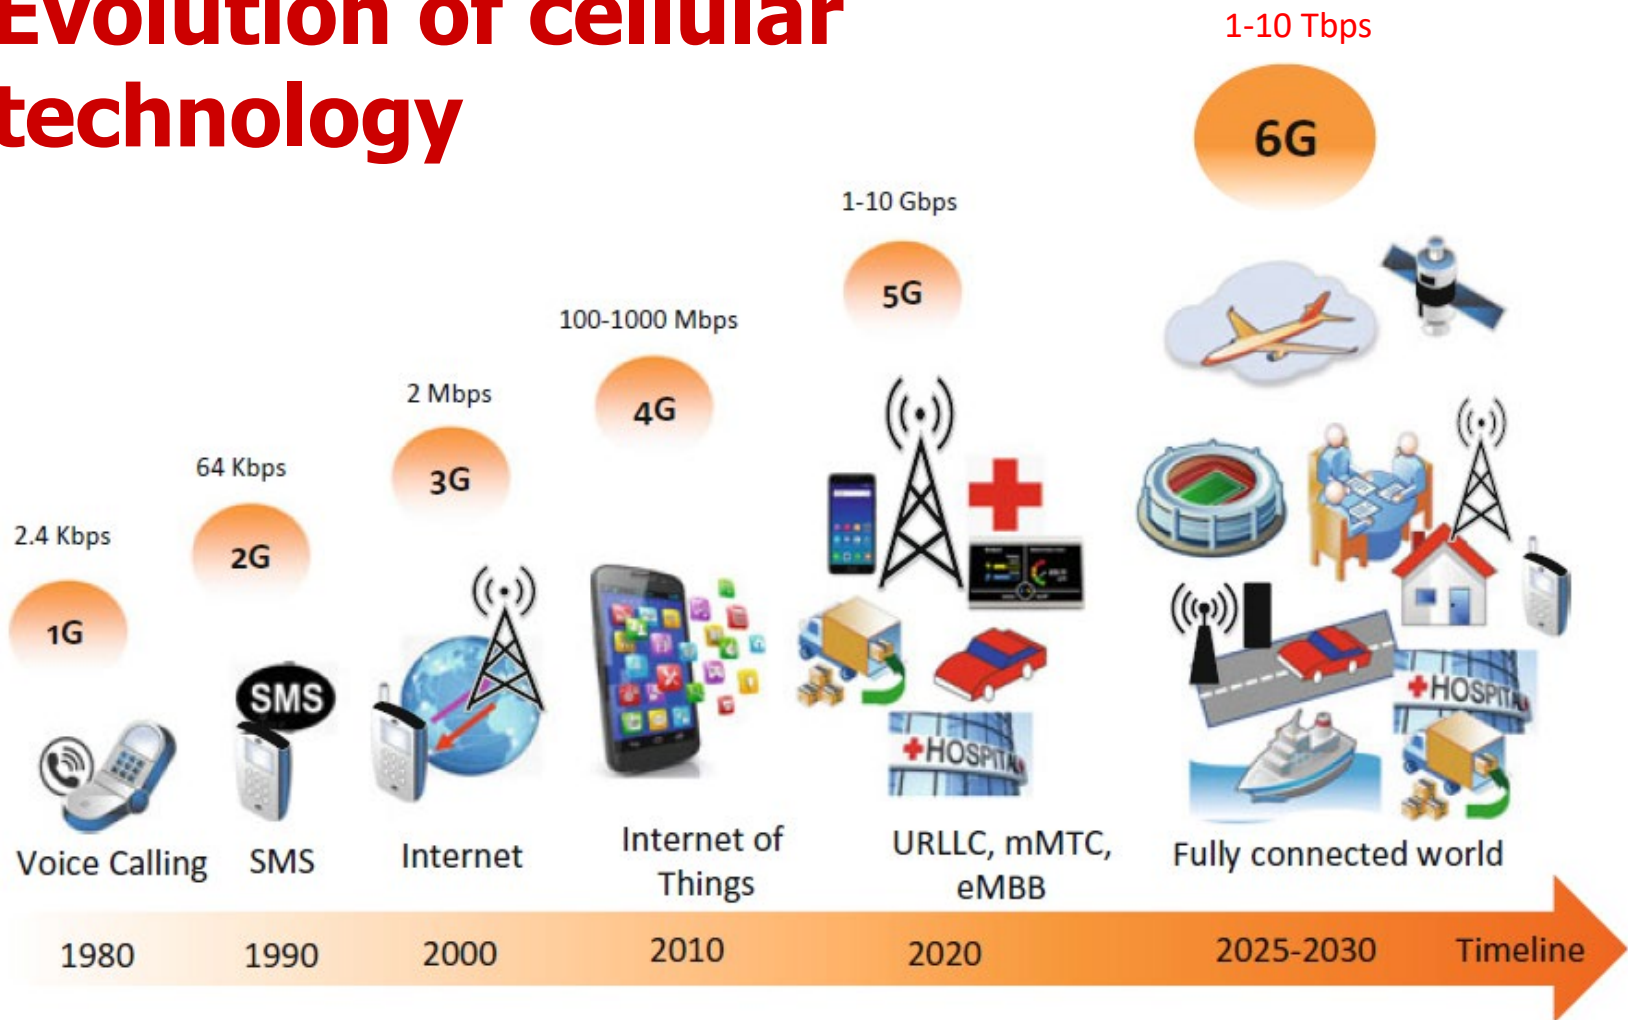 Evolution of cellular
technology
1-10 Tbps
6G
1-10 Gbps
5G
100-1000 Mbps
4G
2 Mbps
3G
64 Kbps
2G
2.4 Kbps
1G
SMS
+HOSPITAL
+HOSPITAL
Voice Calling
SMS
Internet
Internet of
Things
URLLC, mMTC,
eMBB
Fully connected world
1980
1990
2000
2010
2020
2025-2030
Timeline